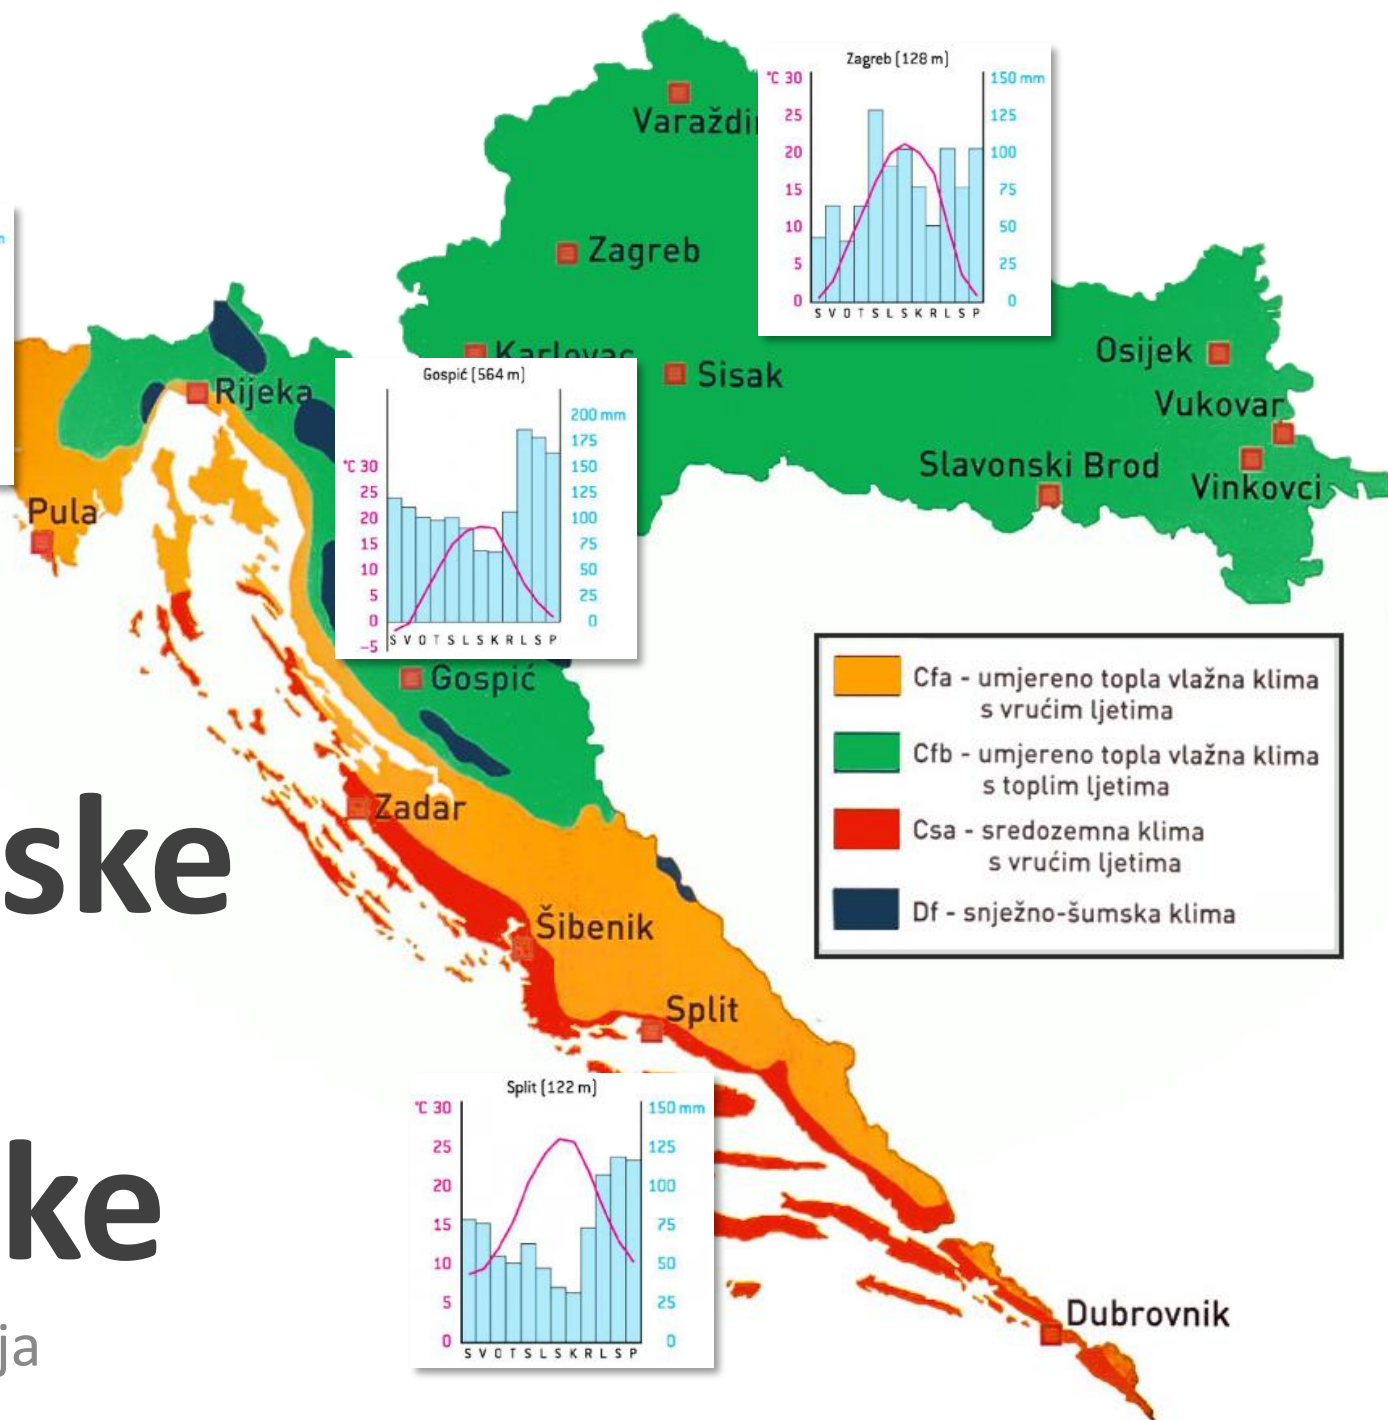 Zagreb (128 m)
°C 30
25
20
15
10
5
0
150 mm
125
100
75
50
25
0
S V O T S L S K R L S P
Varaždi
Zagreb
Karlovac
Sisak
Osijek
Vukovar
Vinkovci
Slavonski Brod
Rijeka
Pula
Gospić (564 m)
°C 30
25
20
15
10
5
0
-5
200 mm
175
150
125
100
75
50
25
0
S V O T S L S K R L S P
Gospić
Cfa - umjereno topla vlažna klima
s vrućim ljetima
Cfb - umjereno topla vlažna klima
s toplim ljetima
Csa - sredozemna klima
s vrućim ljetima
Df - snježno-šumska klima
Zadar
ske
Šibenik
Split
Split (122 m)
°C 30
25
20
15
10
5
0
150 mm
125
100
75
50
25
0
S V O T S L S K R L S P
ke
ja
Dubrovnik